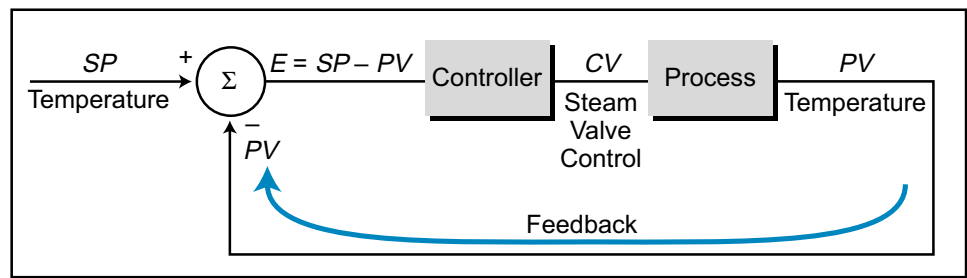 SP
Temperature
+
Σ
E = SP – PV
Controller
CV
Steam
Valve
Control
Process
PV
Temperature
–
PV
Feedback